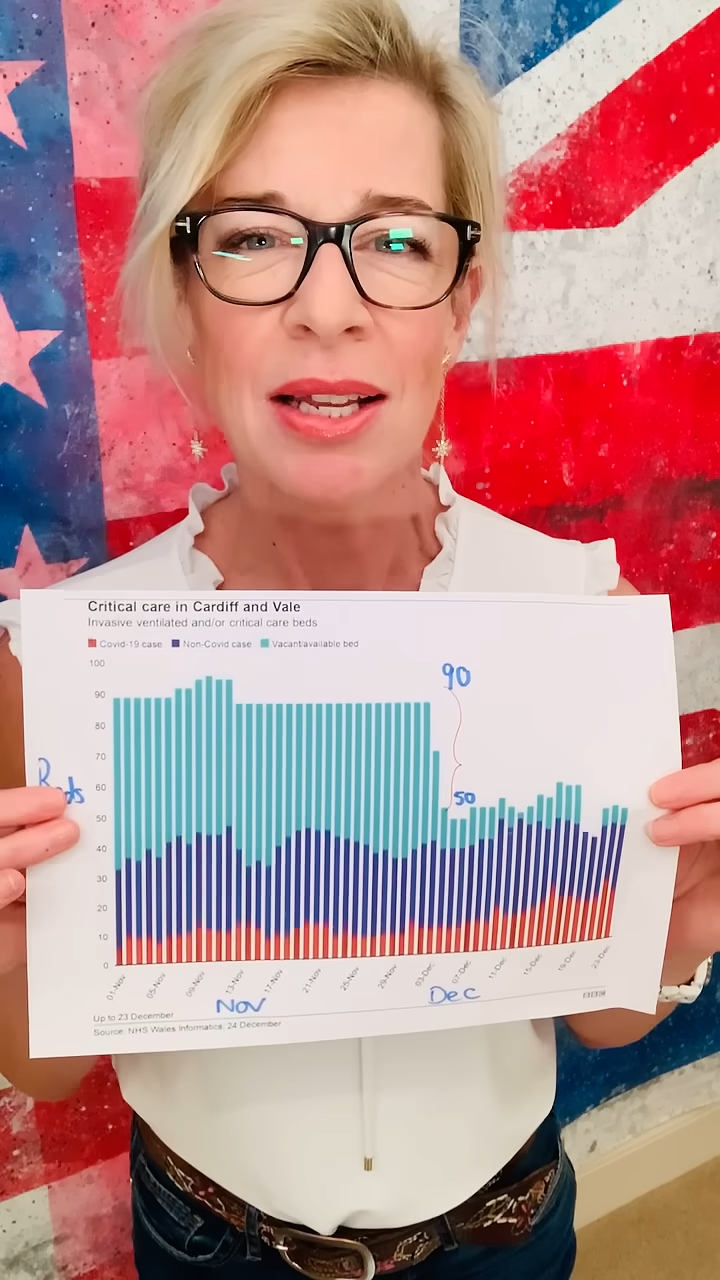 Critical care in Cardiff and Vale
Invasive ventilated and/or critical care beds
Covid-19 case Non-Covid case Vacant/available bed
100
90
80
70
60
50
40
30
20
10
0
90
50
01-Nov 05-Nov 09-Nov 13-Nov 17-Nov 21-Nov 25-Nov 29-Nov 03-Dec 07-Dec 11-Dec 15-Dec 19-Dec 23-Dec
Nov Dec
Up to 23 December
Source: NHS Wales Informatics, 24 December
BBC